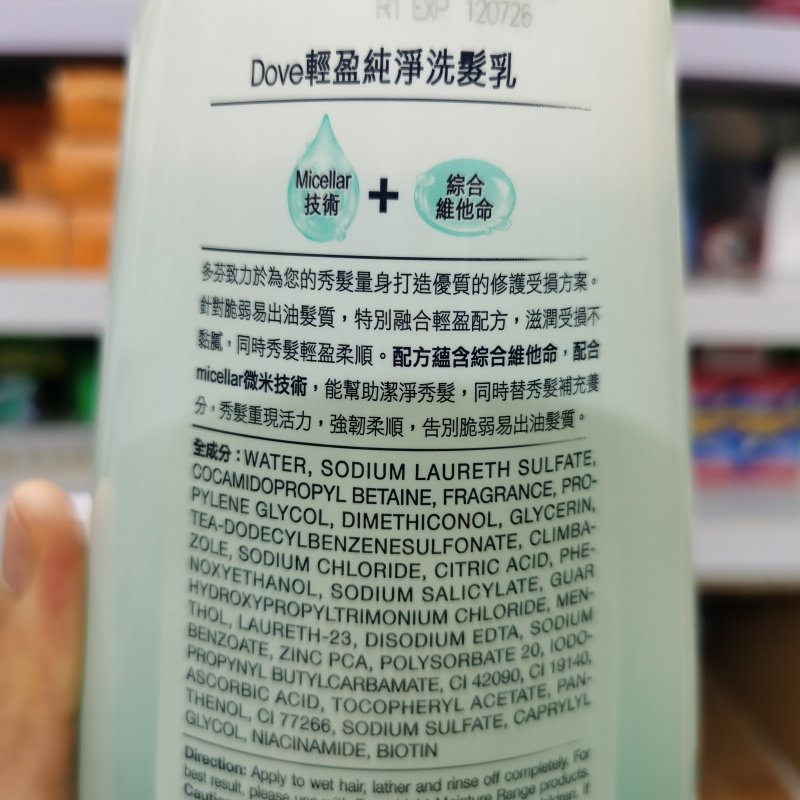 RT EXP 120726
Dove輕盈純淨洗髮乳
Micellar
技術
+
綜合
維他命
多芬致力於為您的秀髮量身打造優質的修護受損方案。
針對脆弱易出油髮質，特別融合輕盈配方，滋潤受損不
黏膩，同時秀髮輕盈柔順。配方蘊含綜合維他命，配合
micellar微米技術，能幫助潔淨秀髮，同時替秀髮補充養
分，秀髮重現活力，強韌柔順，告別脆弱易出油髮質。
全成分：WATER, SODIUM LAURETH SULFATE,
COCAMIDOPROPYL BETAINE, FRAGRANCE, PRO-
PYLENE GLYCOL, DIMETHICONOL, GLYCERIN,
TEA-DODECYLBENZENESULFONATE, CLIMBA-
ZOLE, SODIUM CHLORIDE, CITRIC ACID, PHE-
NOXYETHANOL, SODIUM SALICYLATE, GUAR
HYDROXYPROPYLTRIMONIUM CHLORIDE, MEN-
THOL, LAURETH-23, DISODIUM EDTA, SODIUM
BENZOATE, ZINC PCA, POLYSORBATE 20, IODO-
PROPYNYL BUTYLCARBAMATE, CI 42090, CI 19140,
ASCORBIC ACID, TOCOPHERYL ACETATE, PAN-
THENOL, CI 77266, SODIUM SULFATE, CAPRYLYL
GLYCOL, NIACINAMIDE, BIOTIN
Direction: Apply to wet hair, lather and rinse off completely. For
best result, please use with Moisture Range products.